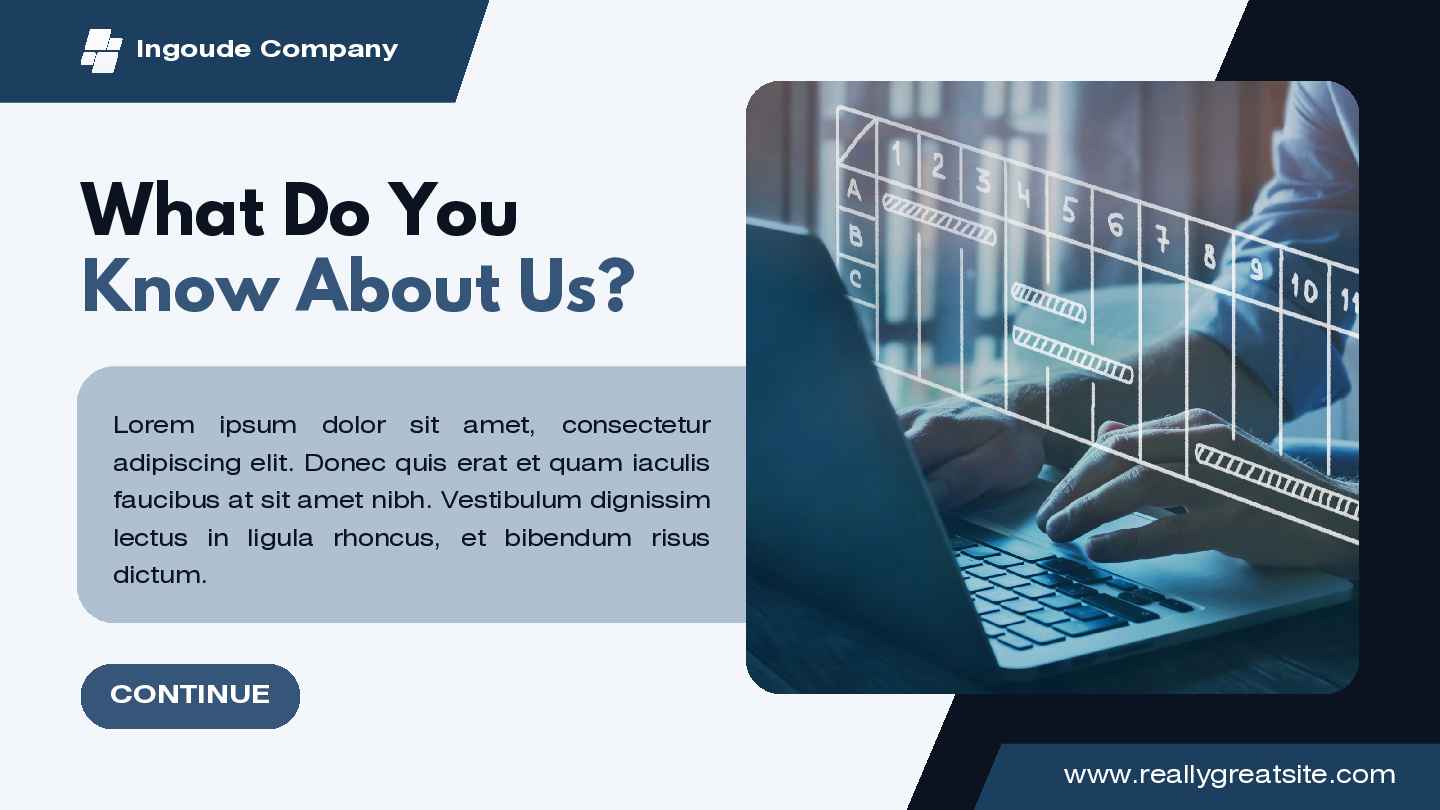 Ingoude Company
What Do You
Know About Us?
Lorem ipsum dolor sit amet, consectetur
adipiscing elit. Donec quis erat et quam iaculis
faucibus at sit amet nibh. Vestibulum dignissim
lectus in ligula rhoncus, et bibendum risus
dictum.
CONTINUE
1 2 3 4 5 6 7 8 9 10 11
A
B
C
www.reallygreatsite.com